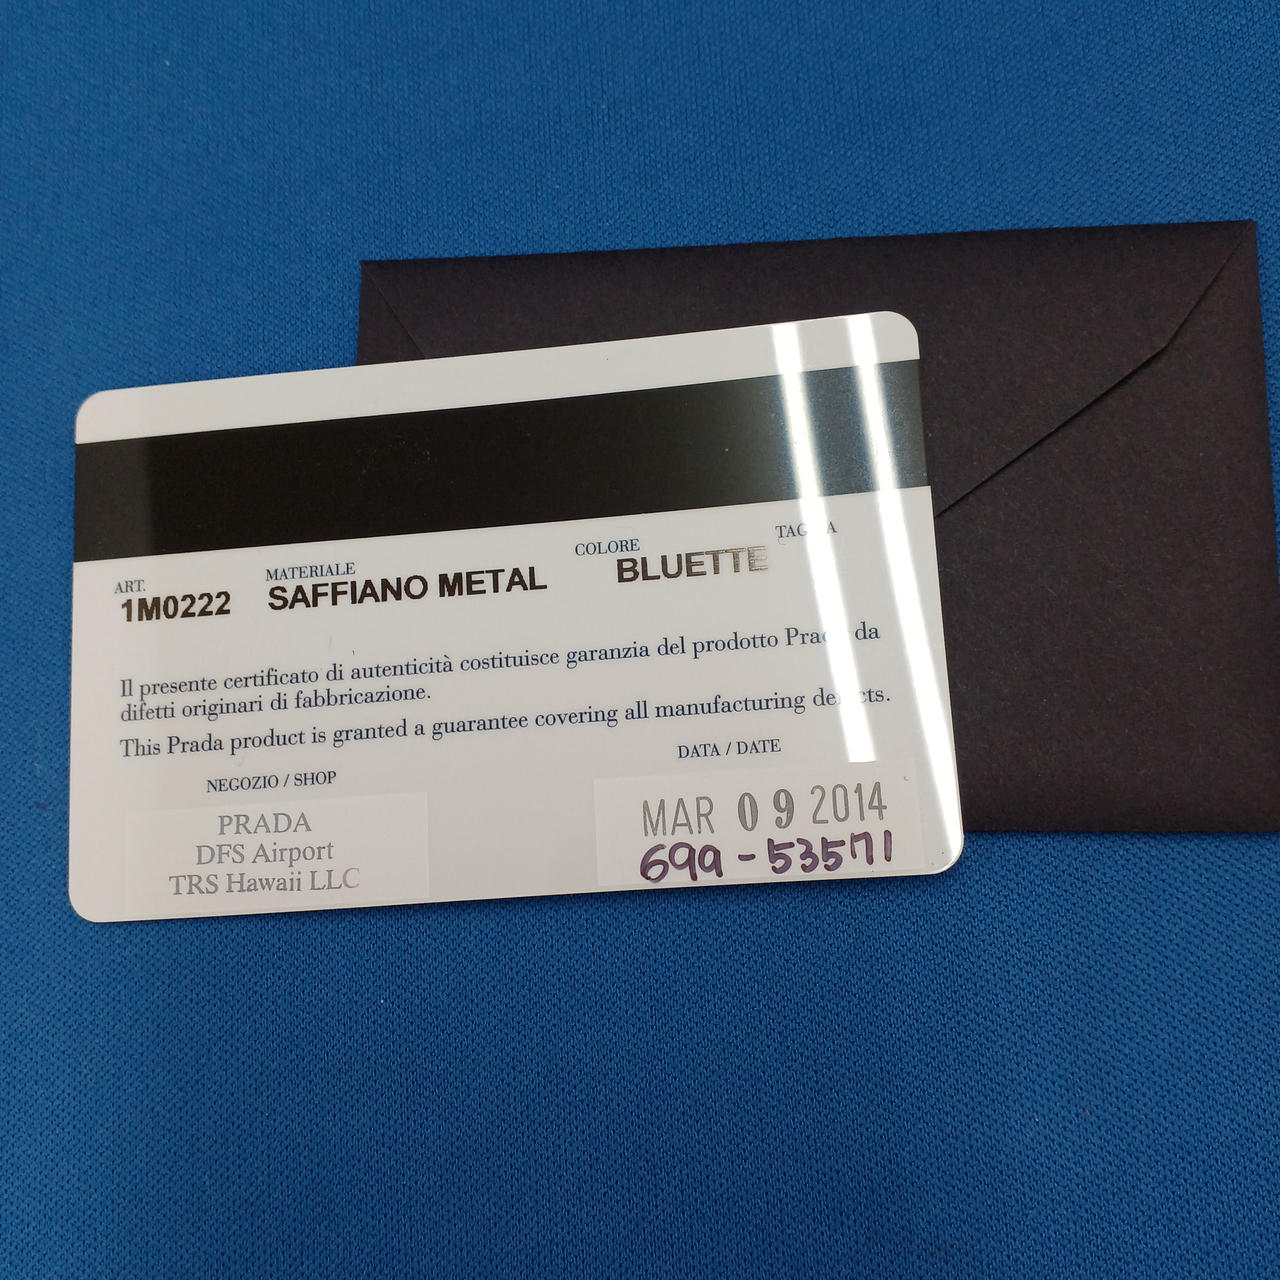 ART. MATERIALE COLORE TAGLIA
1M0222 SAFFIANO METAL BLUETTE
Il presente certificato di autenticità costituisce garanzia del prodotto Prada da
difetti originari di fabbricazione.
This Prada product is granted a guarantee covering all manufacturing defects.
NEGOZIO / SHOP
PRADA
DFS Airport
TRS Hawaii LLC
DATA / DATE
MAR 09 2014
699-53571